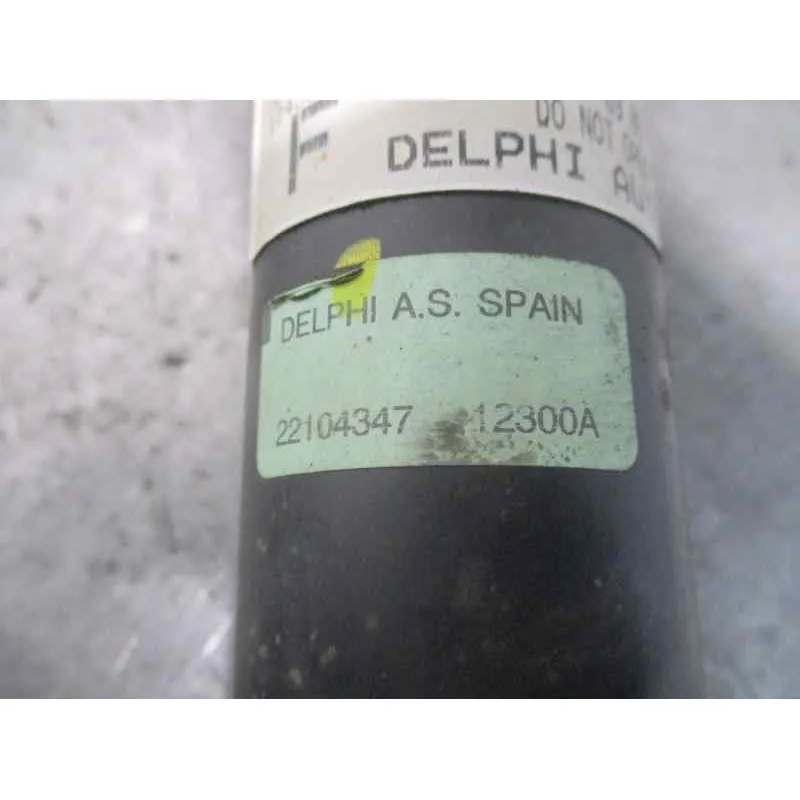 F
DO NOT
DELPHI
DELPHI A.S. SPAIN
22104347 12300A